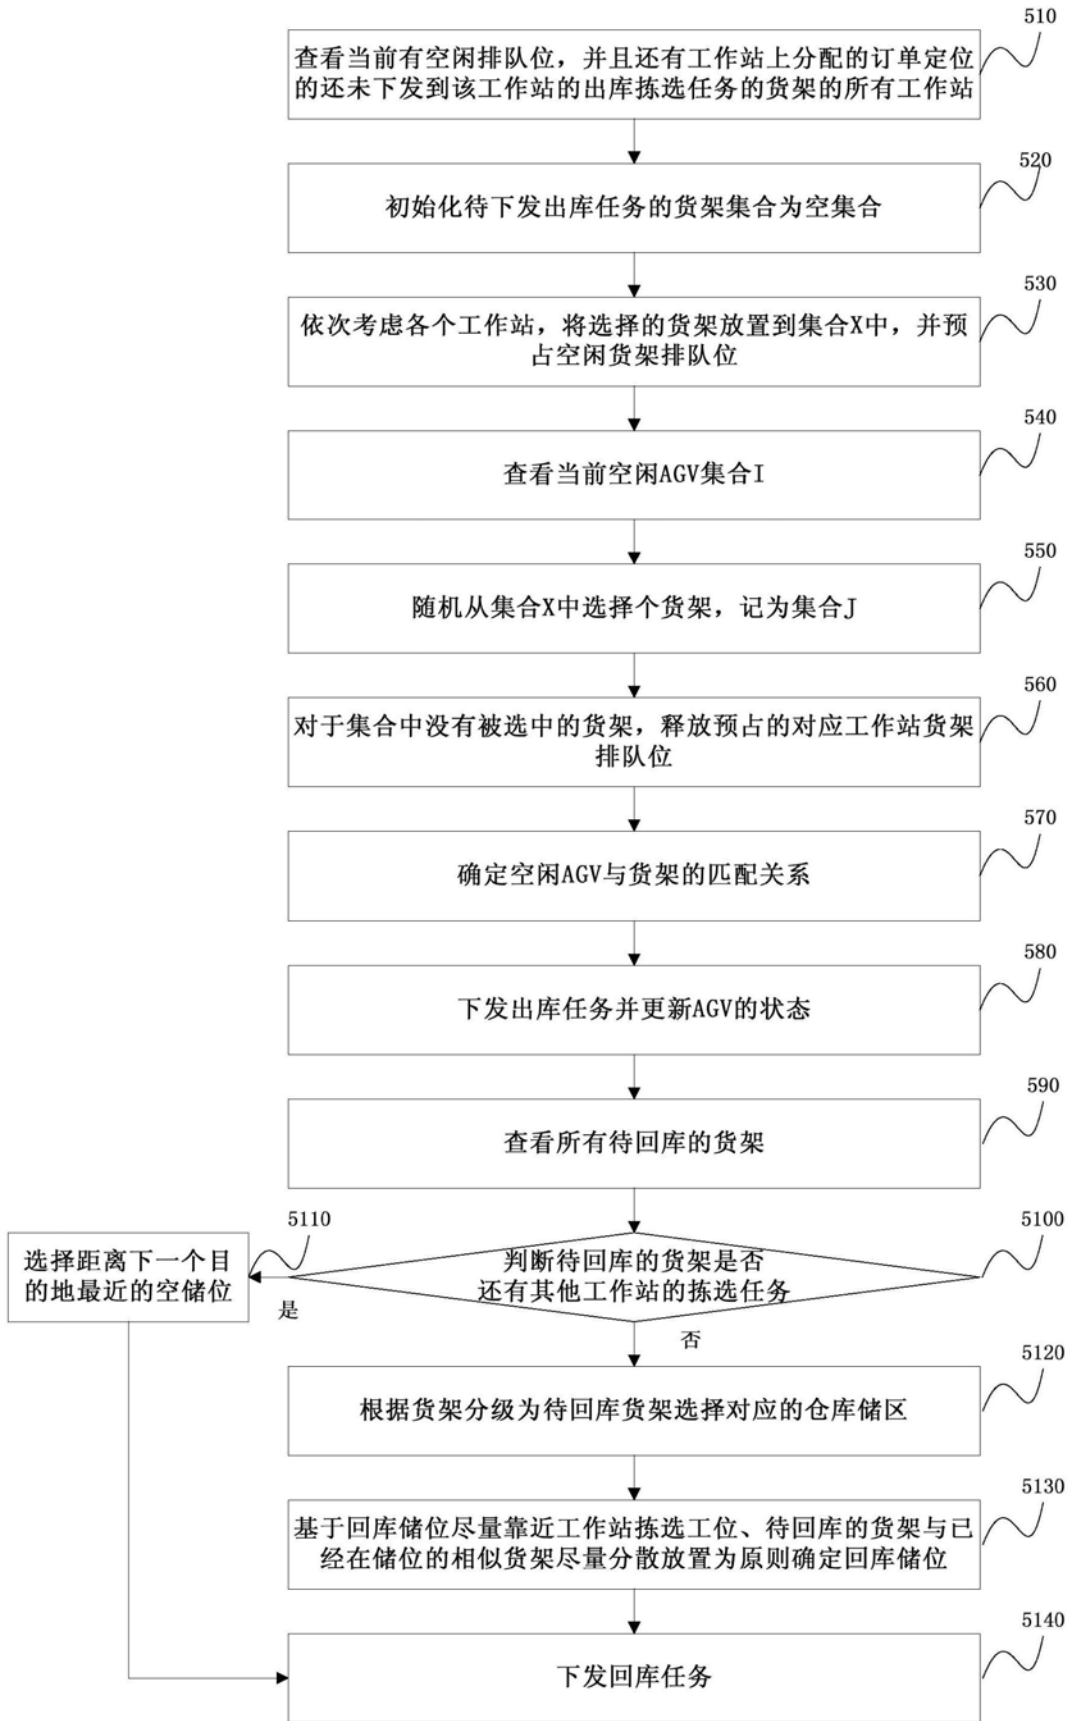 510
查看当前有空闲排队位，并且还有工作站上分配的订单定位
的还未下发到该工作站的出库拣选任务的货架的所有工作站
520
初始化待下发出库任务的货架集合为空集合
530
依次考虑各个工作站，将选择的货架放置到集合X中，并预
占空闲货架排队位
540
查看当前空闲AGV集合I
550
随机从集合X中选择个货架，记为集合J
560
对于集合中没有被选中的货架，释放预占的对应工作站货架
排队位
570
确定空闲AGV与货架的匹配关系
580
下发出库任务并更新AGV的状态
590
查看所有待回库的货架
5100
判断待回库的货架是否
还有其他工作站的拣选任务
是
5110
选择距离下一个目
的地最近的空储位
否
5120
根据货架分级为待回库货架选择对应的仓库储区
5130
基于回库储位尽量靠近工作站拣选工位、待回库的货架与已
经在储位的相似货架尽量分散放置为原则确定回库储位
5140
下发回库任务